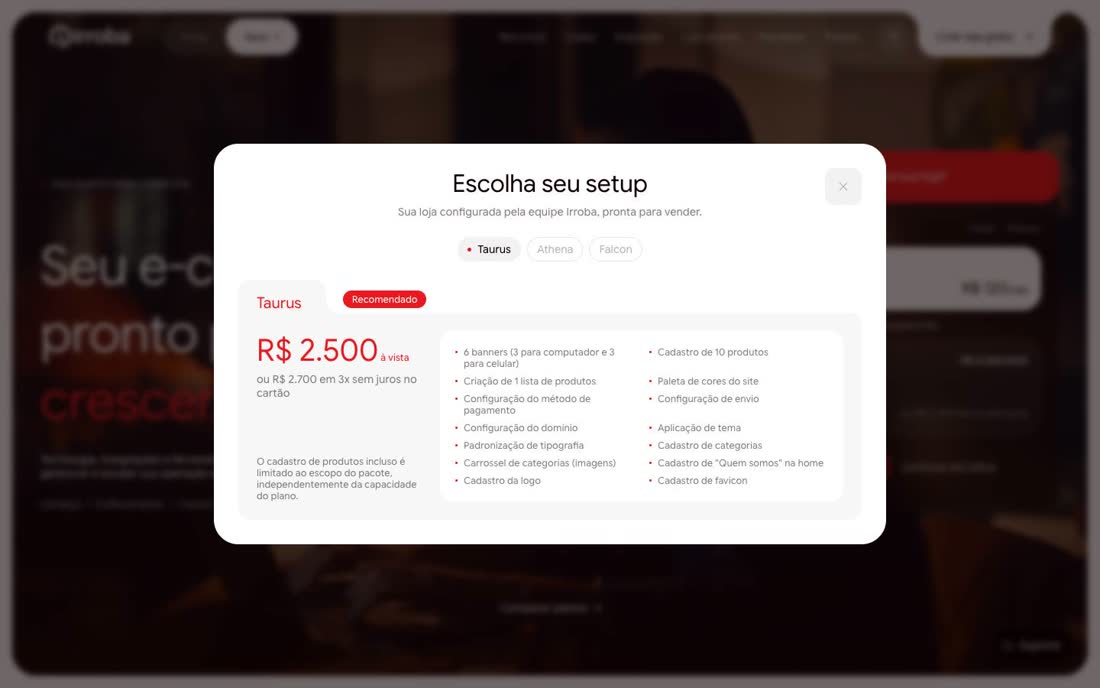 Escolha seu setup
Sua loja configurada pela equipe Irroba, pronta para vender.
Taurus
Athena
Falcon
Taurus
Recomendado
R$ 2.500 à vista
ou R$ 2.700 em 3x sem juros no
cartão
O cadastro de produtos incluso é
limitado ao escopo do pacote,
independentemente da capacidade
do plano.
6 banners (3 para computador e 3
para celular)
Cadastro de 10 produtos
Criação de 1 lista de produtos
Paleta de cores do site
Configuração do método de
pagamento
Configuração de envio
Configuração do domínio
Aplicação de tema
Padronização de tipografia
Cadastro de categorias
Carrossel de categorias (imagens)
Cadastro de "Quem somos" na home
Cadastro da logo
Cadastro de favicon
irroba
Seu e-c
pronto
crescer